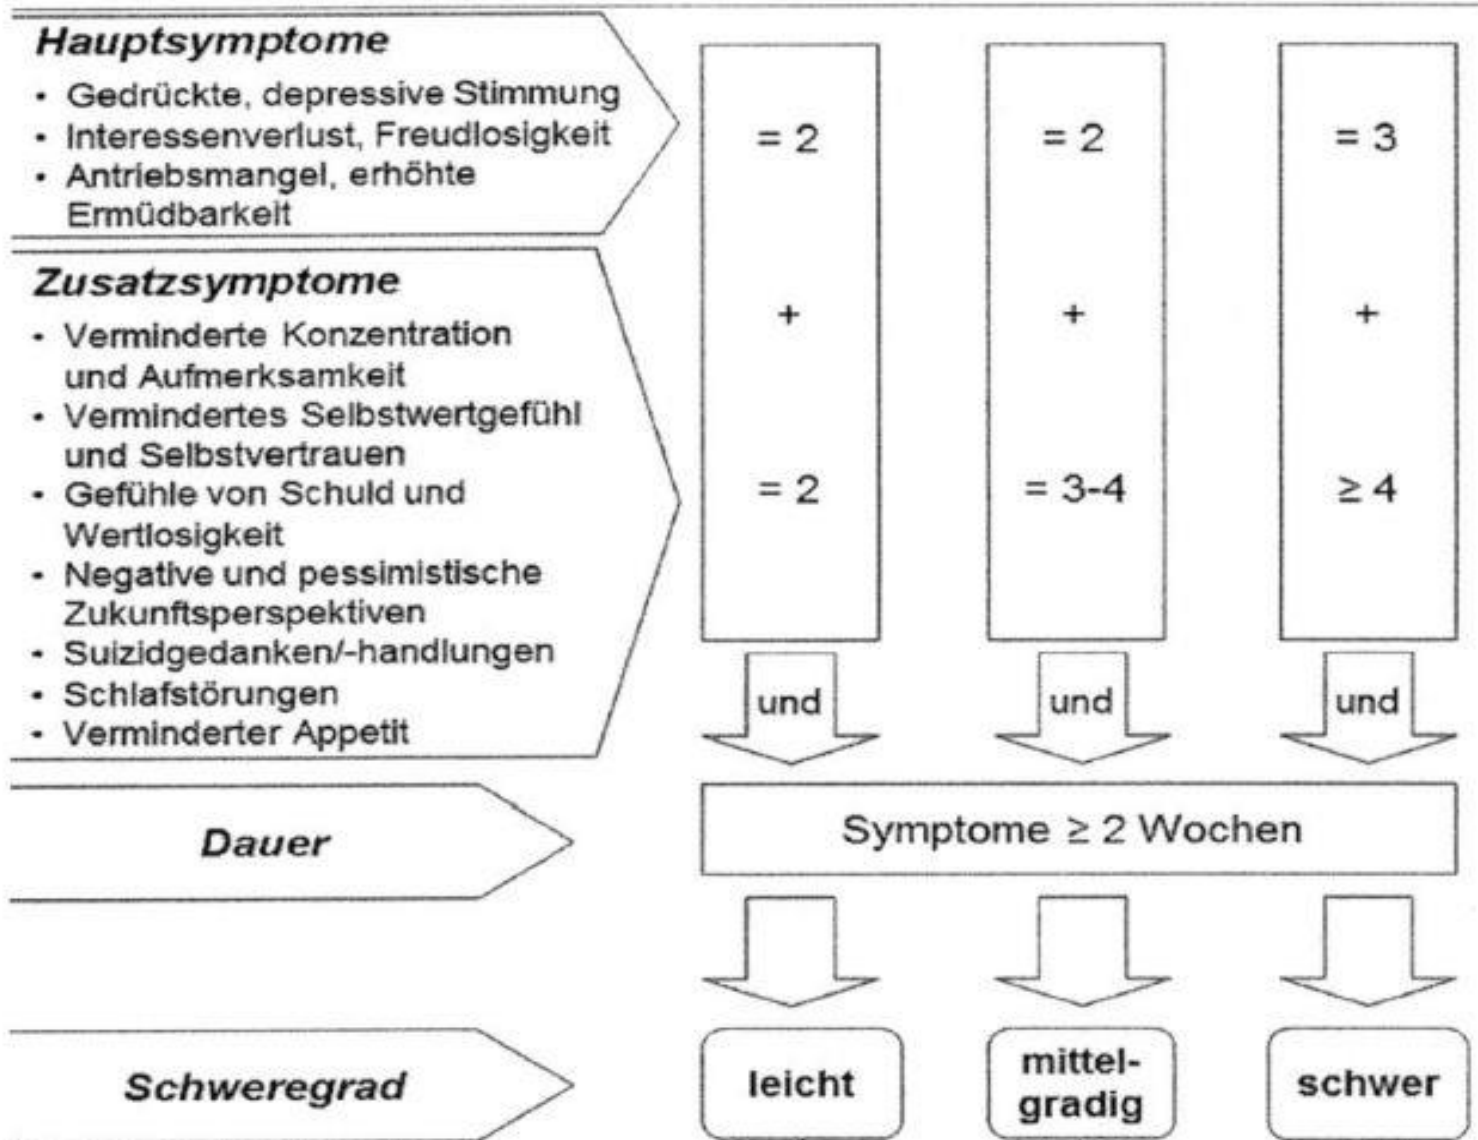 Hauptsymptome
• Gedrückte, depressive Stimmung
• Interessenverlust, Freudlosigkeit
• Antriebsmangel, erhöhte
Ermüdbarkeit
= 2
= 2
= 3
Zusatzsymptome
• Verminderte Konzentration
und Aufmerksamkeit
• Vermindertes Selbstwertgefühl
und Selbstvertrauen
• Gefühle von Schuld und
Wertlosigkeit
• Negative und pessimistische
Zukunftsperspektiven
• Suizidgedanken/-handlungen
• Schlafstörungen
• Verminderter Appetit
+
+
+
= 2
= 3-4
≥ 4
und
und
und
Dauer
Symptome ≥ 2 Wochen
Schweregrad
leicht
mittel-
gradig
schwer